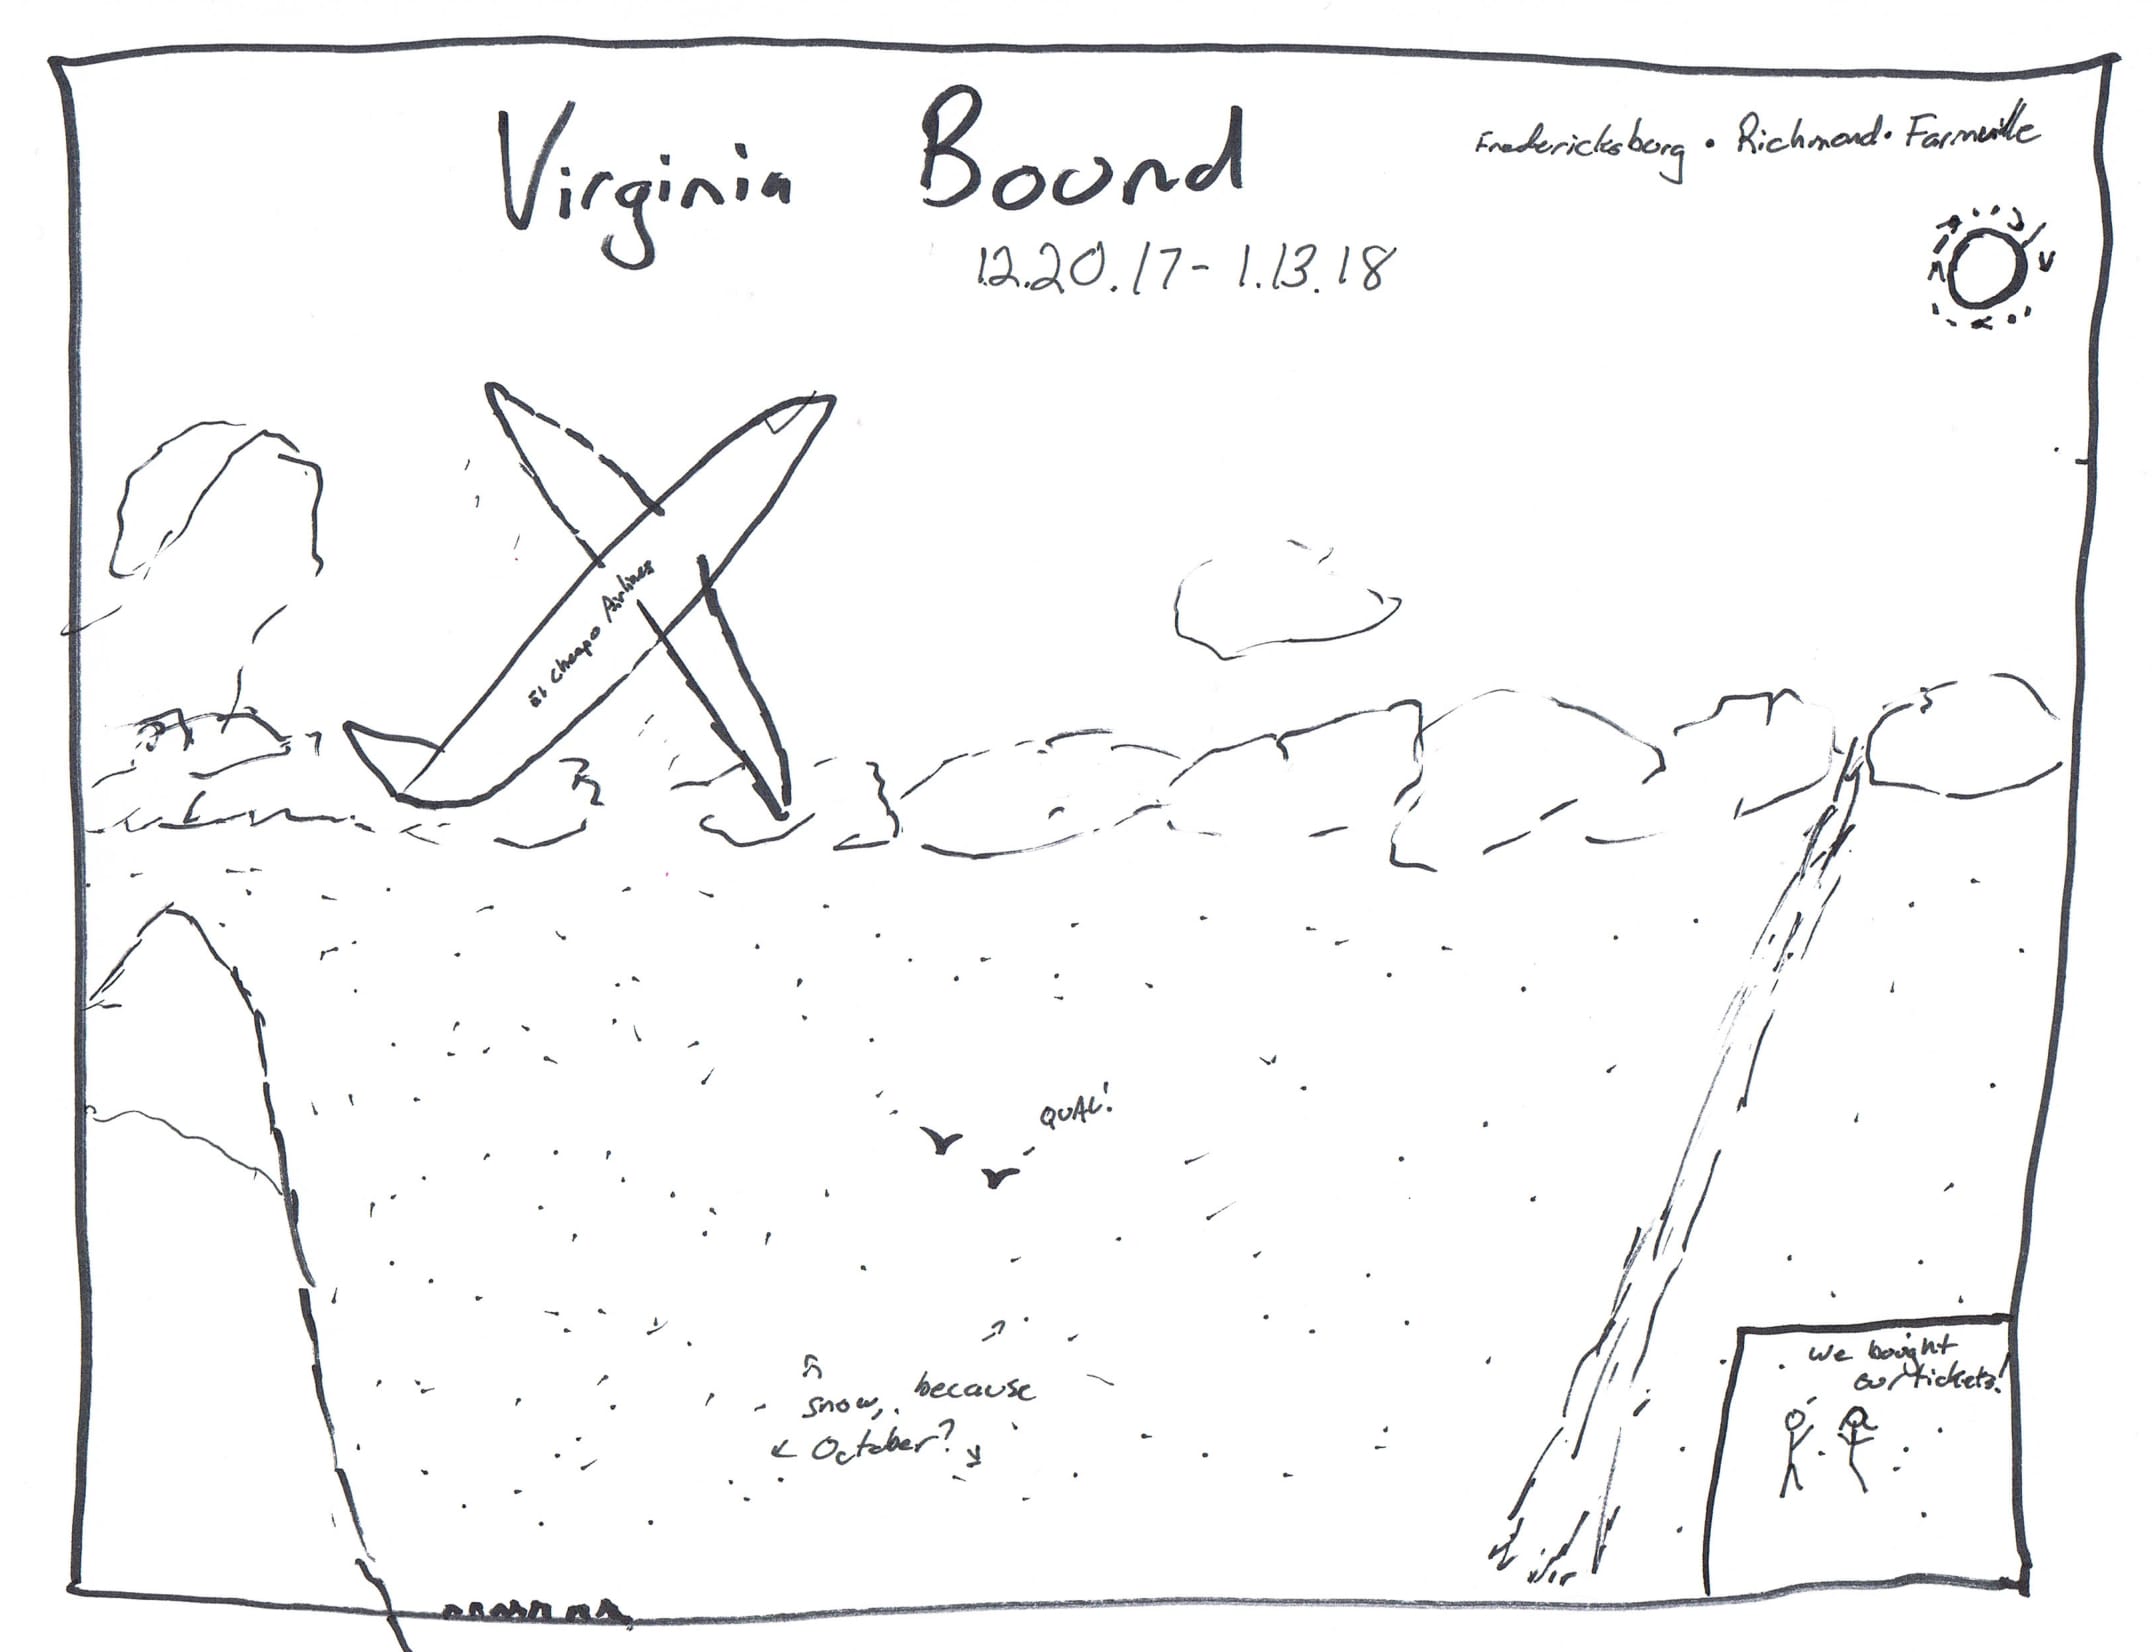 Virginia Bound
12.20.17-1.13.18
Fredericksburg • Richmond • Farmville
El Cheapo Airlines
QUAC!
snow, because
October?
We bought
our tickets!